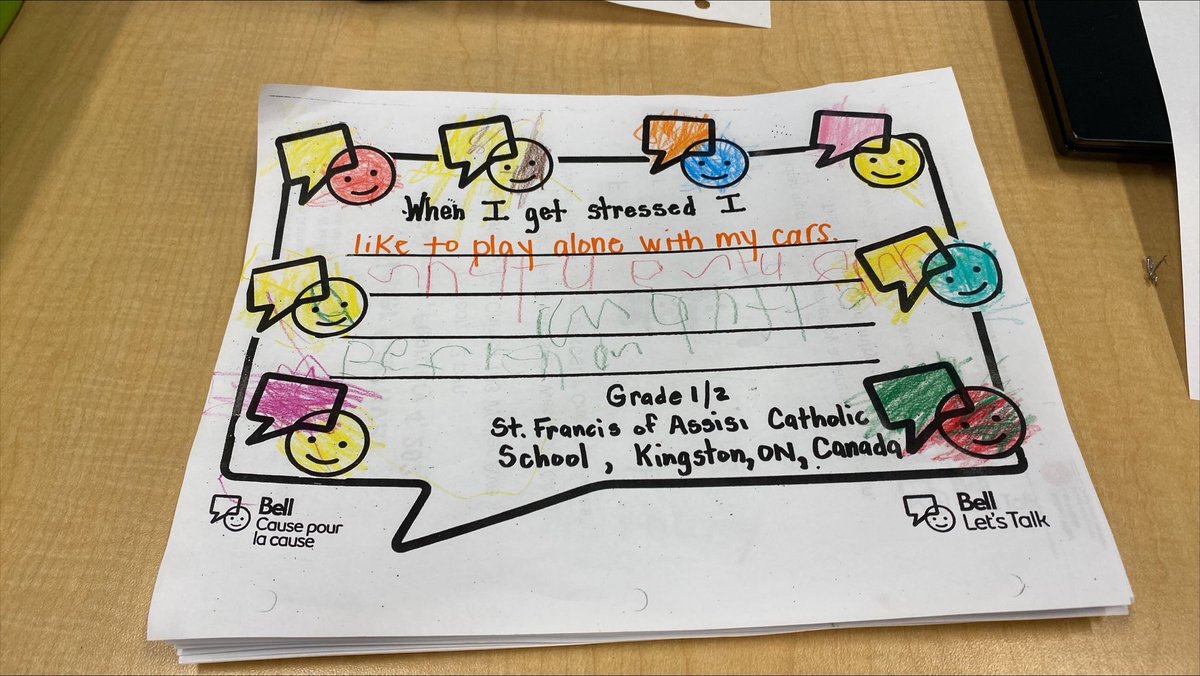 When I get stressed I
like to play alone with my cars.
Grade 1/2
St. Francis of Assisi Catholic
School, Kingston, ON, Canada
Bell
Cause pour
la cause
Bell
Let's Talk